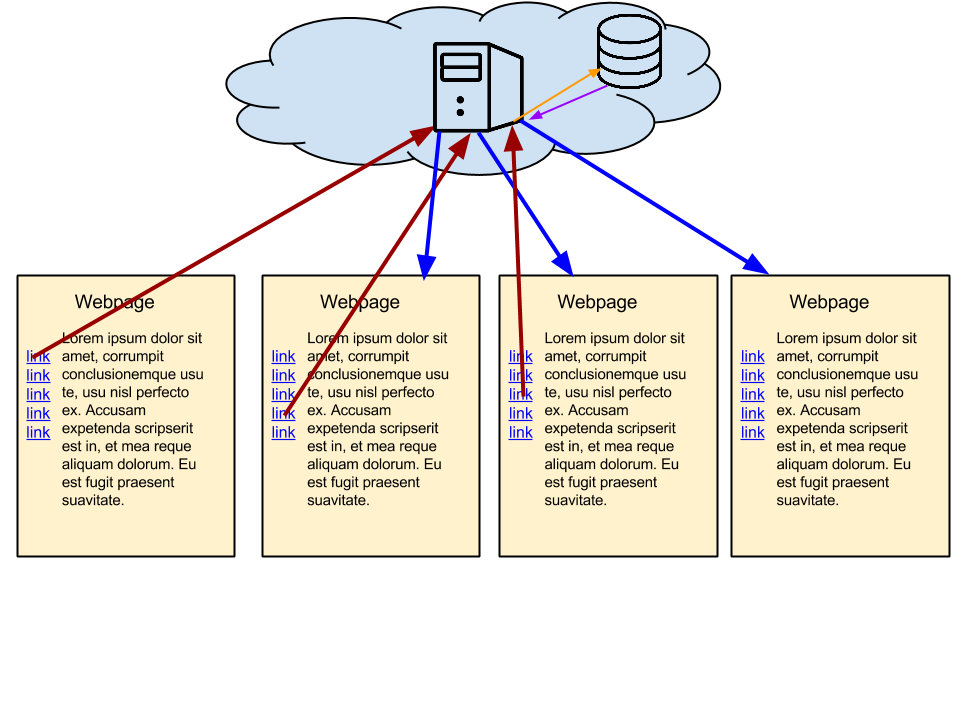 Webpage
link
link
link
link
link
Lorem ipsum dolor sit
amet, corrumpit
conclusionemque usu
te, usu nisl perfecto
ex. Accusam
expetenda scripserit
est in, et mea reque
aliquam dolorum. Eu
est fugit praesent
suavitate.
Webpage
link
link
link
link
link
Lorem ipsum dolor sit
amet, corrumpit
conclusionemque usu
te, usu nisl perfecto
ex. Accusam
expetenda scripserit
est in, et mea reque
aliquam dolorum. Eu
est fugit praesent
suavitate.
Webpage
link
link
link
link
link
Lorem ipsum dolor sit
amet, corrumpit
conclusionemque usu
te, usu nisl perfecto
ex. Accusam
expetenda scripserit
est in, et mea reque
aliquam dolorum. Eu
est fugit praesent
suavitate.
Webpage
link
link
link
link
link
Lorem ipsum dolor sit
amet, corrumpit
conclusionemque usu
te, usu nisl perfecto
ex. Accusam
expetenda scripserit
est in, et mea reque
aliquam dolorum. Eu
est fugit praesent
suavitate.